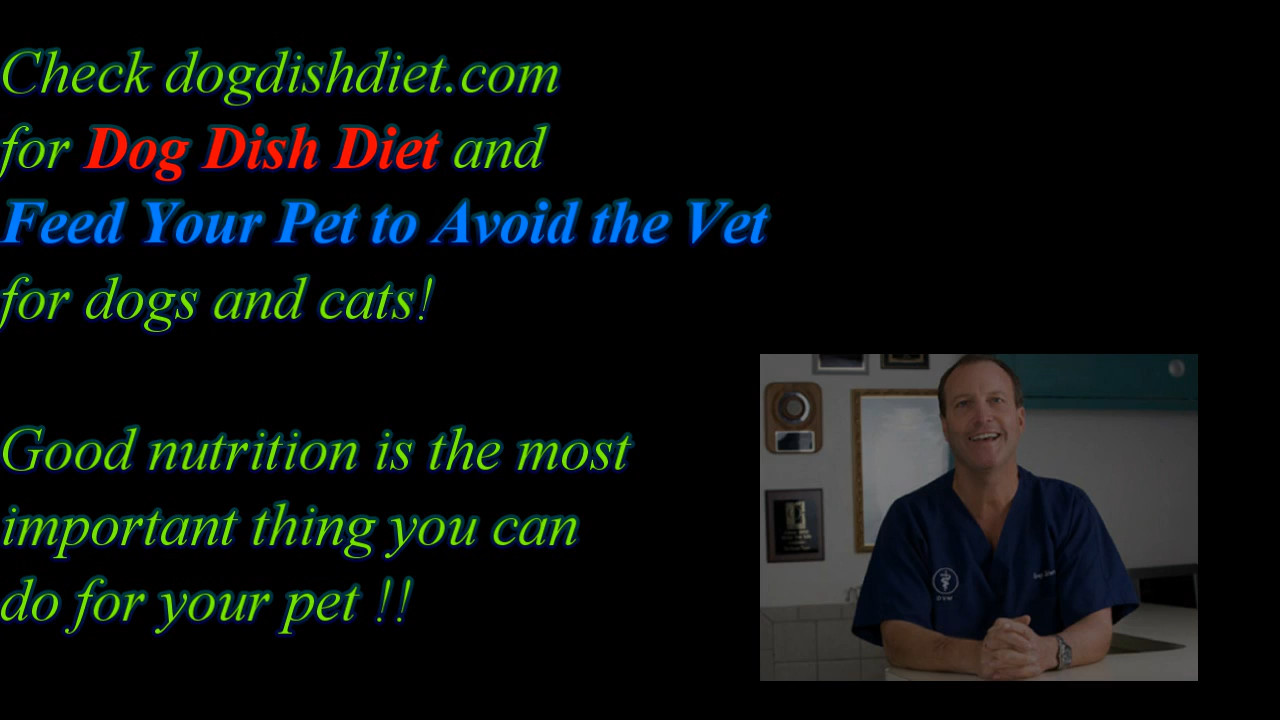 Check dogdishdiet.com
for Dog Dish Diet and
Feed Your Pet to Avoid the Vet
for dogs and cats!
Good nutrition is the most
important thing you can
do for your pet !!